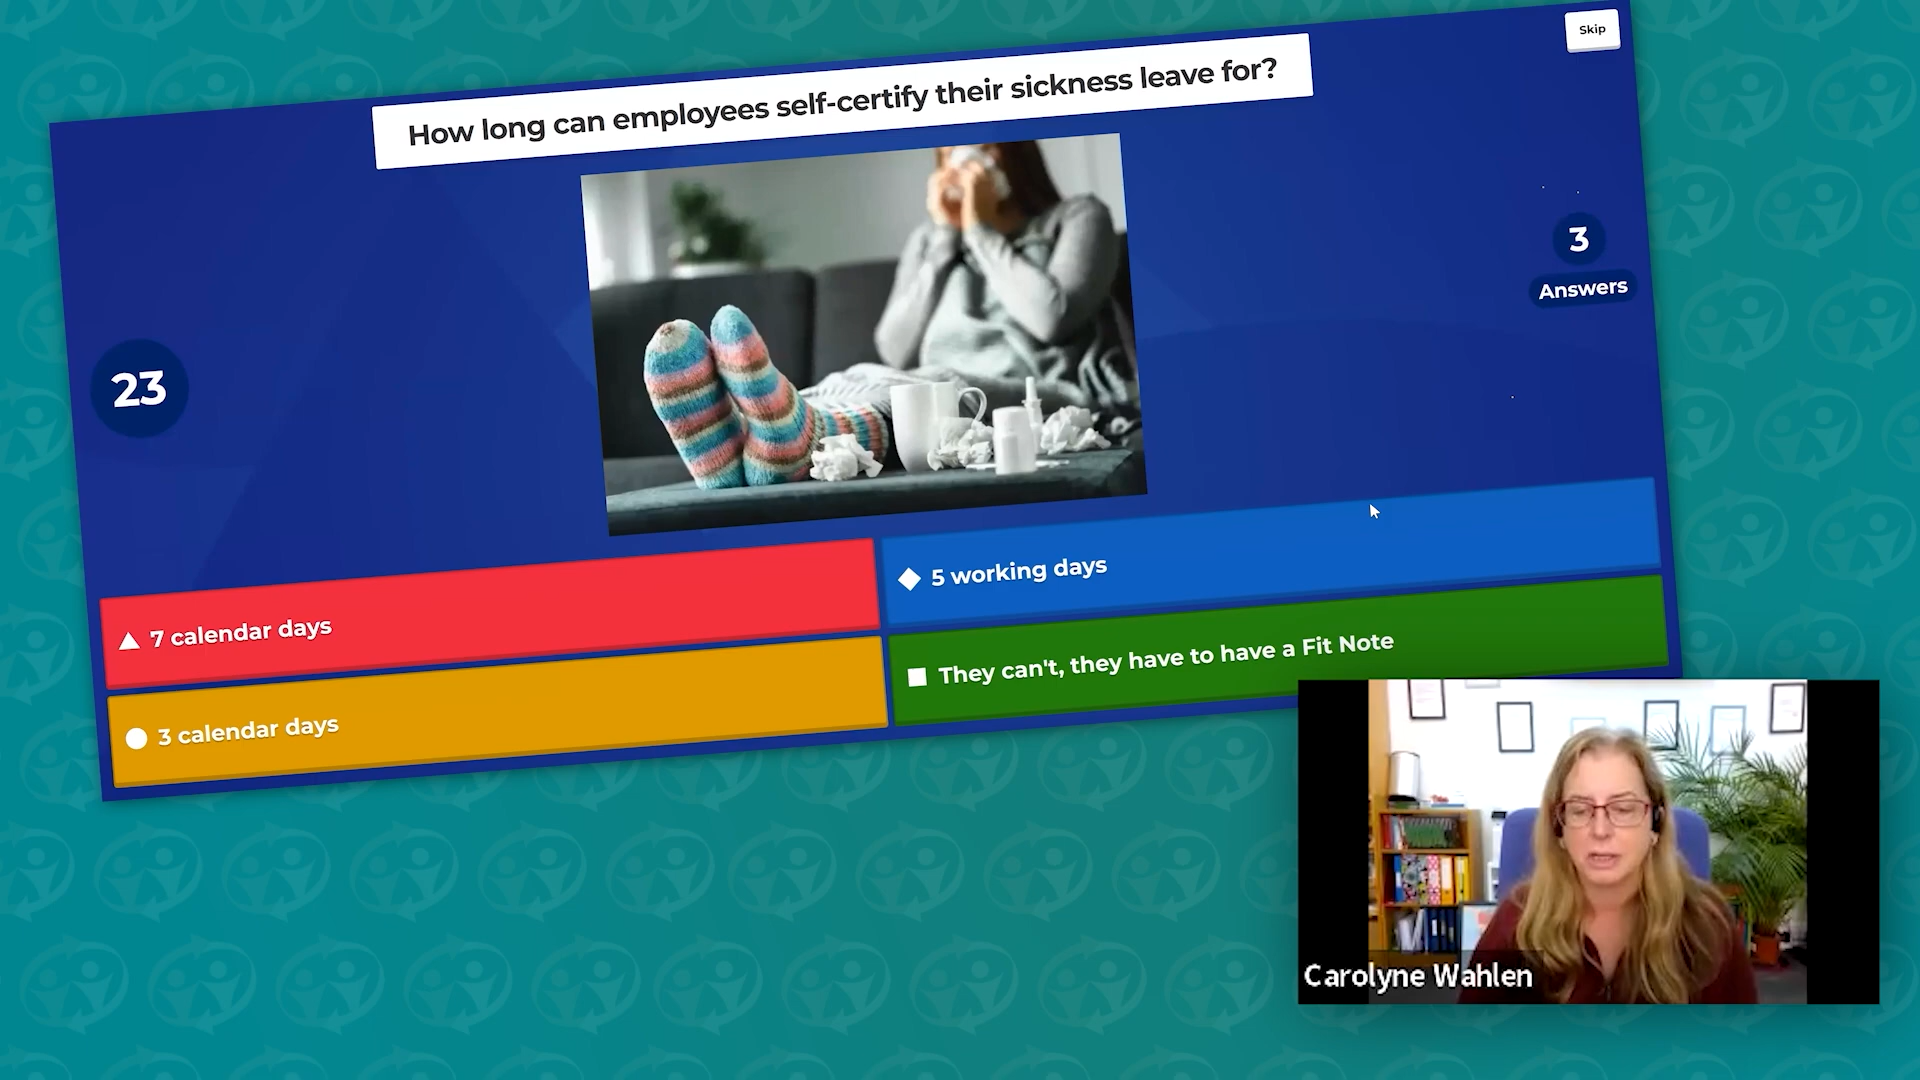 Skip
How long can employees self-certify their sickness leave for?
3
Answers
23
7 calendar days
5 working days
3 calendar days
They can't, they have to have a Fit Note
Carolyne Wahlen